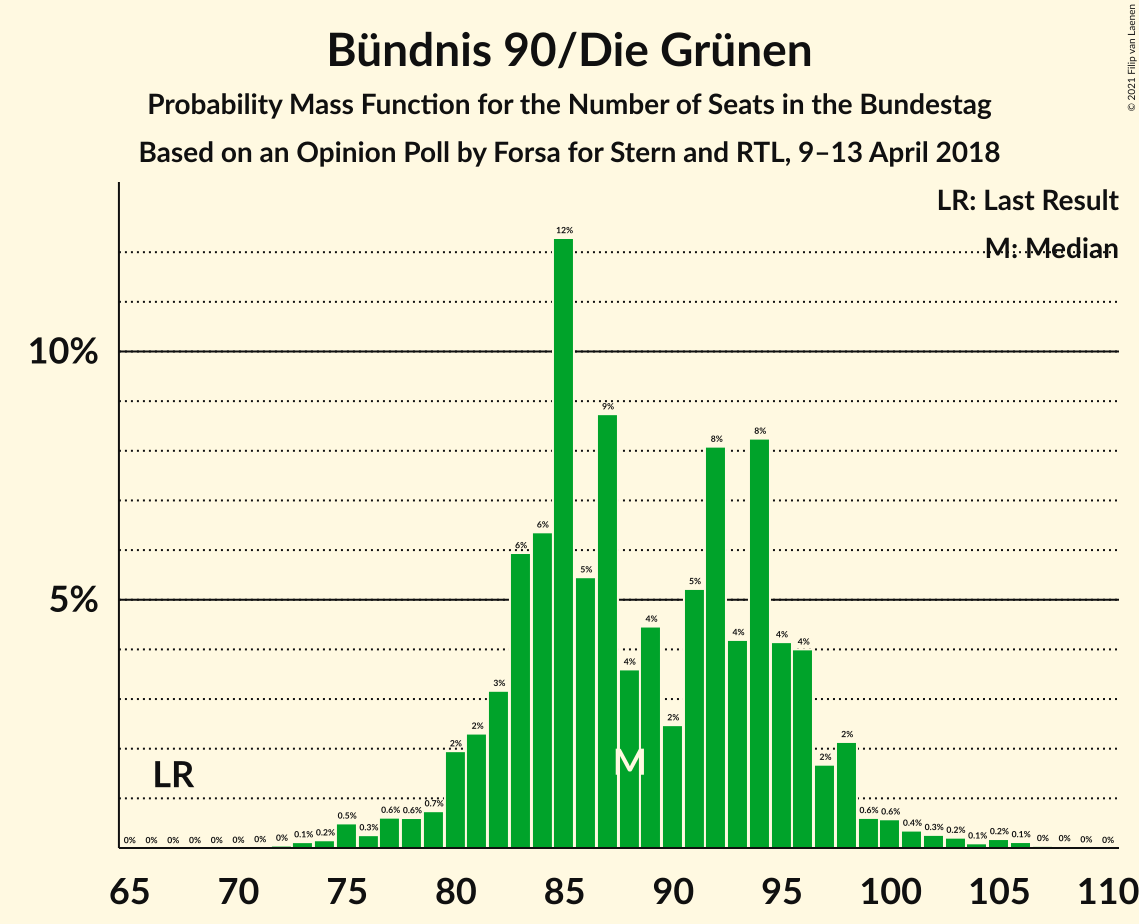 Bündnis 90/Die Grünen
Probability Mass Function for the Number of Seats in the Bundestag
Based on an Opinion Poll by Forsa for Stern and RTL, 9–13 April 2018
© 2021 Filip van Laenen
LR: Last Result
M: Median
10%
5%
LR
M
0% 0% 0% 0% 0% 0% 0% 0% 0.1% 0.2% 0.5% 0.3% 0.6% 0.6% 0.7% 2% 2% 3% 6% 6% 12% 5% 9% 4% 4% 2% 5% 8% 4% 8% 4% 4% 2% 2% 0.6% 0.6% 0.4% 0.3% 0.2% 0.1% 0.2% 0.1% 0% 0% 0% 0%
65 70 75 80 85 90 95 100 105 110